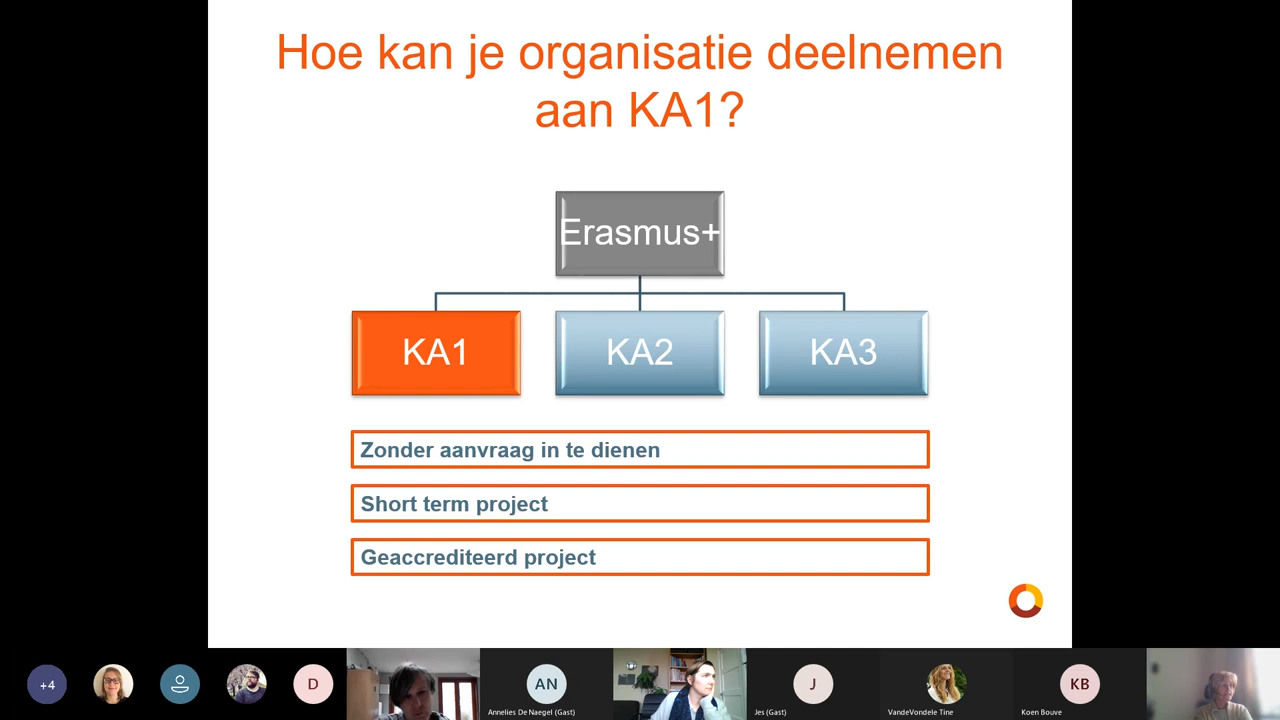 Hoe kan je organisatie deelnemen
aan KA1?
Erasmus+
KA1
KA2
KA3
Zonder aanvraag in te dienen
Short term project
Geaccrediteerd project
+4
D
AN
Annelies De Naegel (Gast)
J
Jes (Gast)
VandeVondele Tine
KB
Koen Bouve